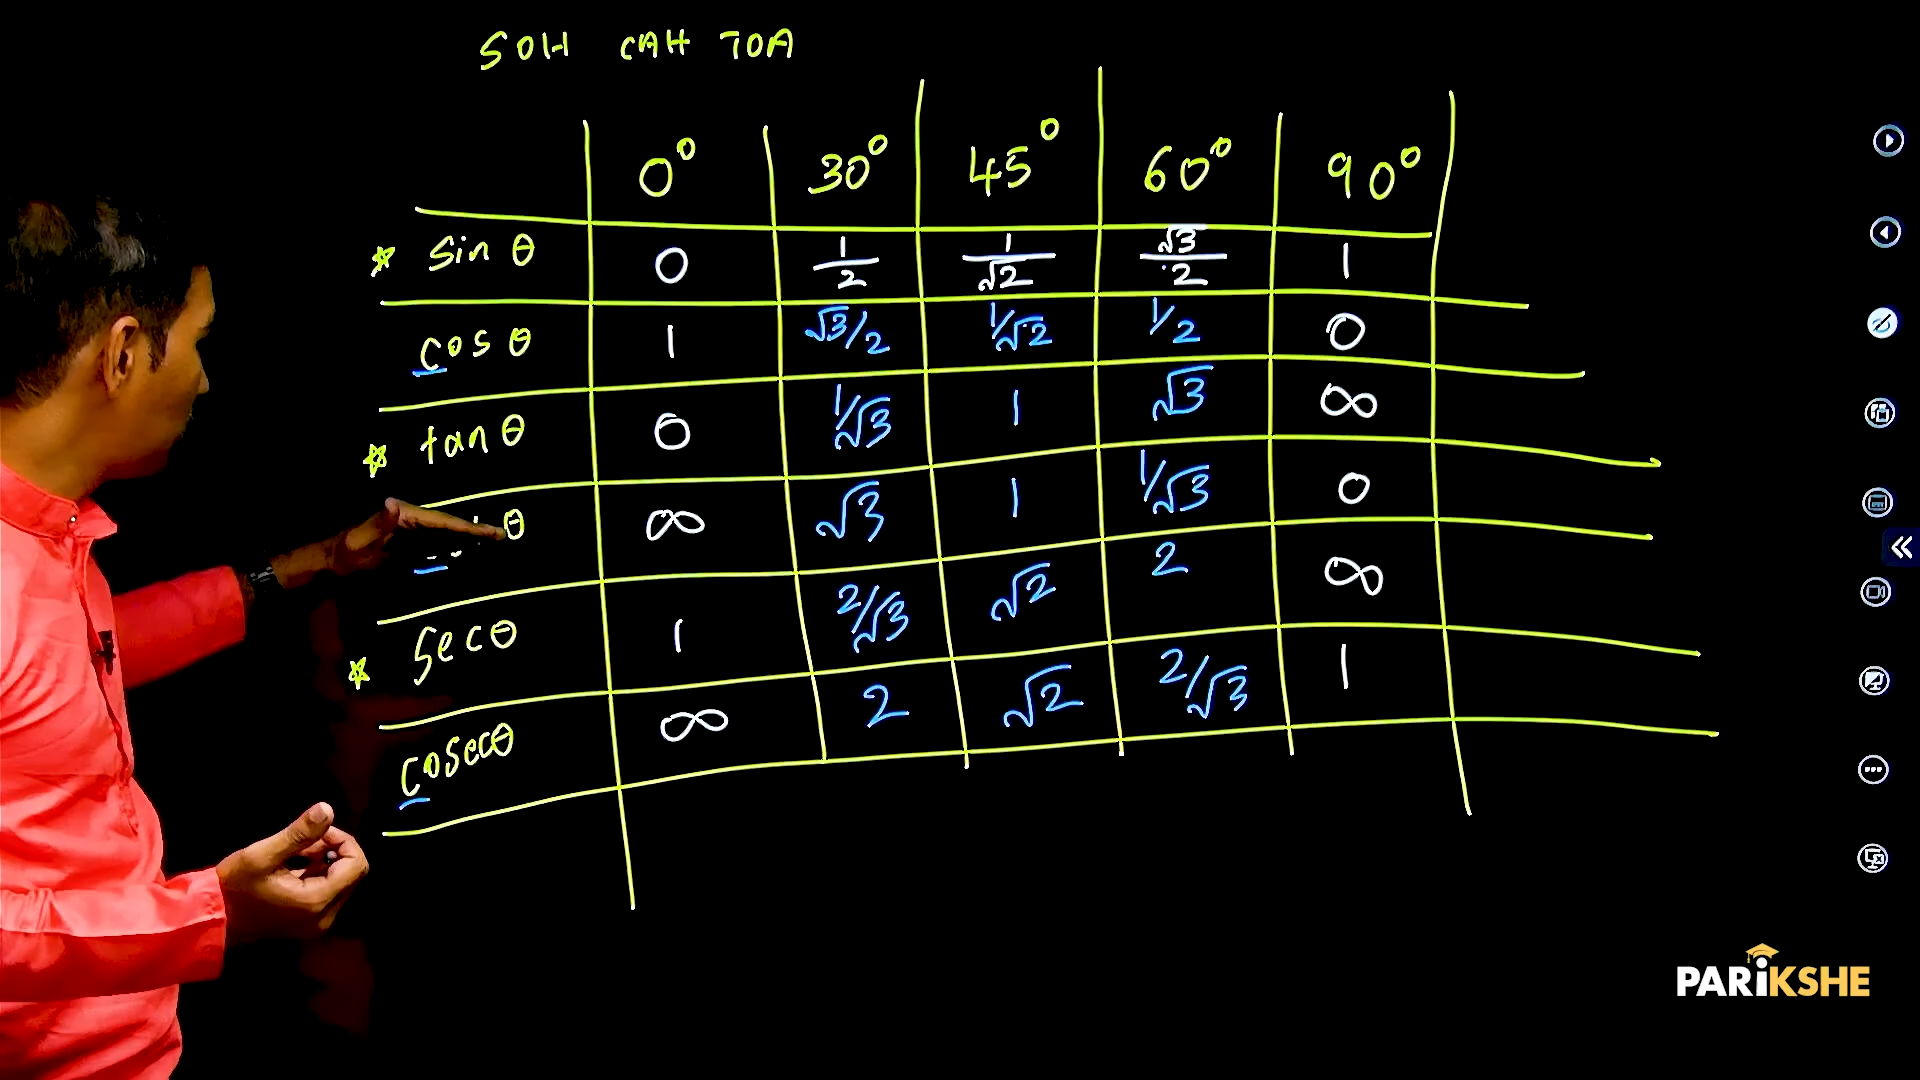 SOH CAH TOA
0° 30° 45° 60° 90°
☆ Sin θ 0 1/2 1/√2 √3/2 1
Cos θ 1 √3/2 1/√2 1/2 0
☆ tan θ 0 1/√3 1 √3 ∞
θ ∞ √3 1 1/√3 0
☆ Sec θ 1 2/√3 √2 2 ∞
Cosec θ ∞ 2 √2 2/√3 1
PARiKSHE